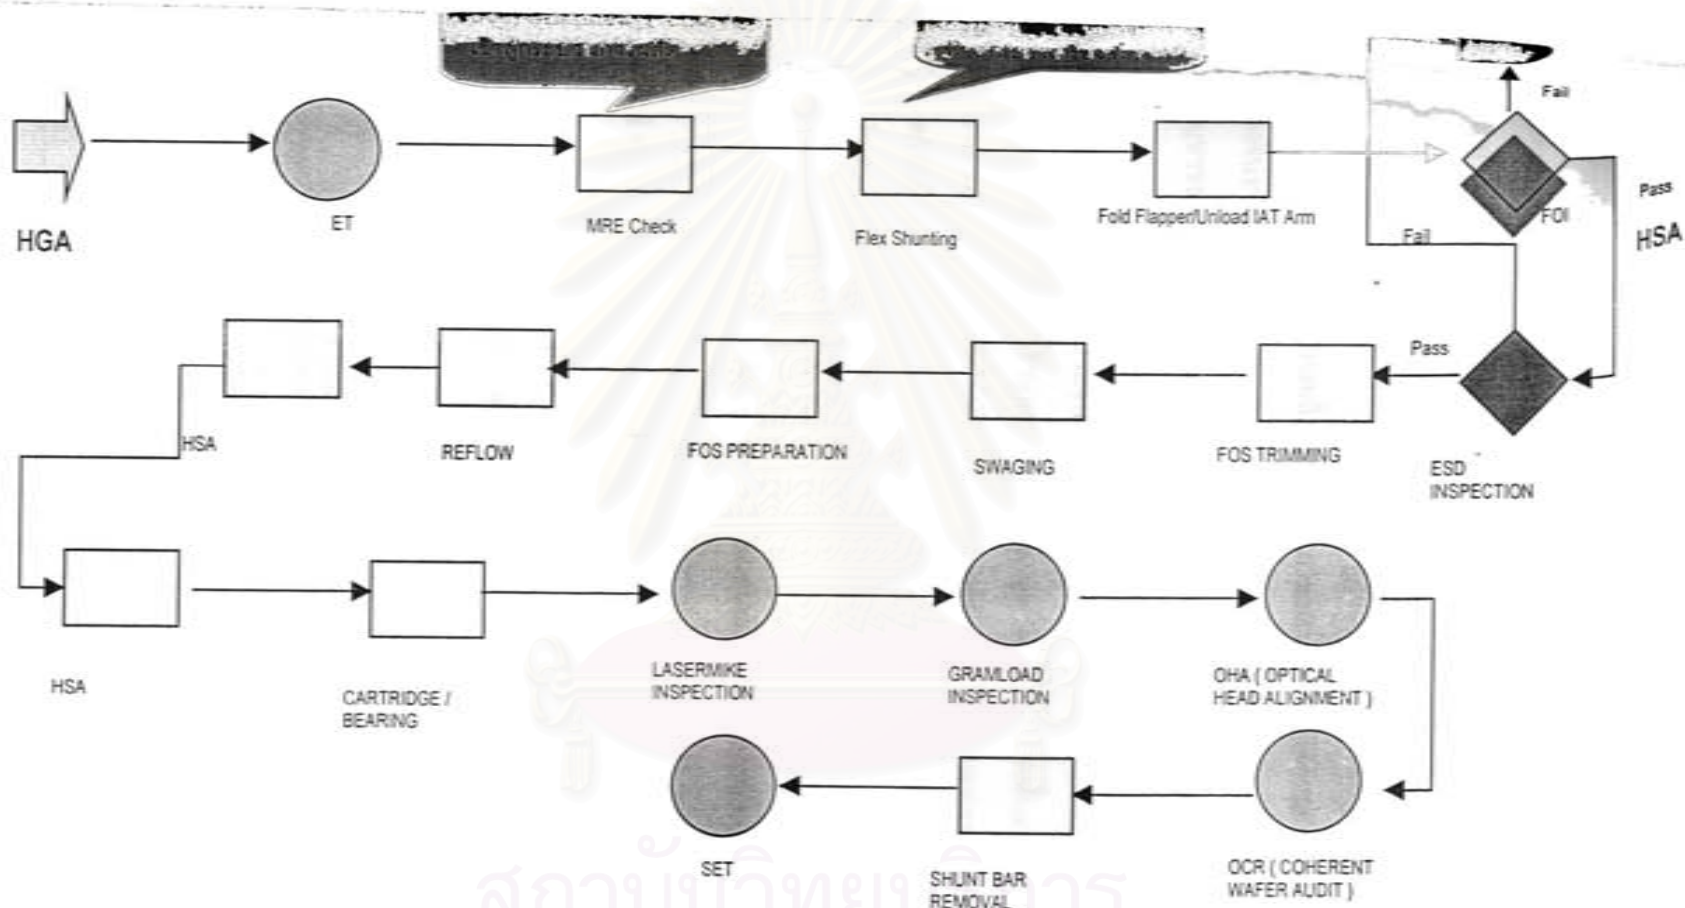 Fail
Pass
HGA
ET
MRE Check
Flex Shunting
Fold Flapper/Unload IAT Arm
Fail
FOI
HSA
Pass
HSA
REFLOW
FOS PREPARATION
SWAGING
FOS TRIMMING
ESD
INSPECTION
HSA
CARTRIDGE /
BEARING
LASERMIKE
INSPECTION
GRAMLOAD
INSPECTION
OHA ( OPTICAL
HEAD ALIGNMENT )
SET
SHUNT BAR
REMOVAL
OCR ( COHERENT
WAFER AUDIT )